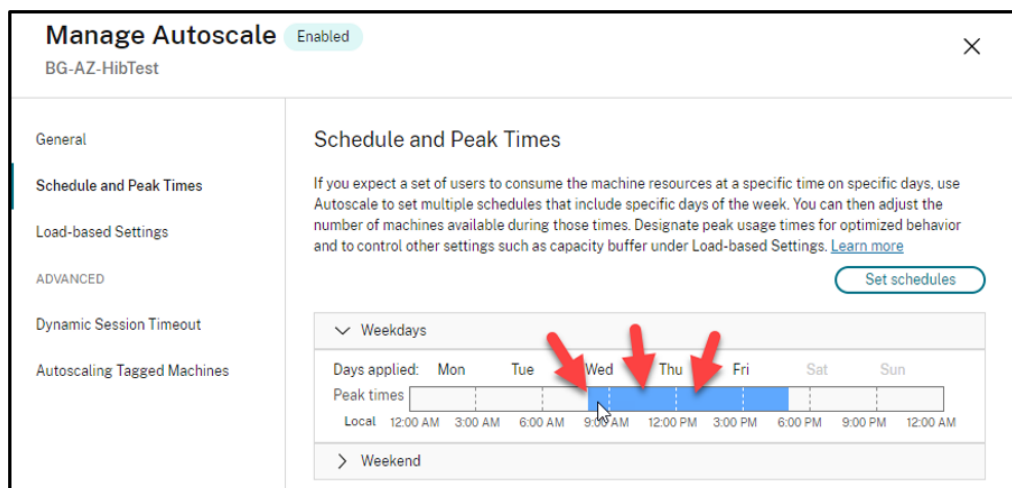 Manage Autoscale Enabled
BG-AZ-HibTest
General
Schedule and Peak Times
Load-based Settings
ADVANCED
Dynamic Session Timeout
Autoscaling Tagged Machines
Schedule and Peak Times
If you expect a set of users to consume the machine resources at a specific time on specific days, use
Autoscale to set multiple schedules that include specific days of the week. You can then adjust the
number of machines available during those times. Designate peak usage times for optimized behavior
and to control other settings such as capacity buffer under Load-based Settings. Learn more
Set schedules
Weekdays
Days applied: Mon Tue Wed Thu Fri Sat Sun
Peak times
Local 12:00 AM 3:00 AM 6:00 AM 9:00 AM 12:00 PM 3:00 PM 6:00 PM 9:00 PM 12:00 AM
Weekend